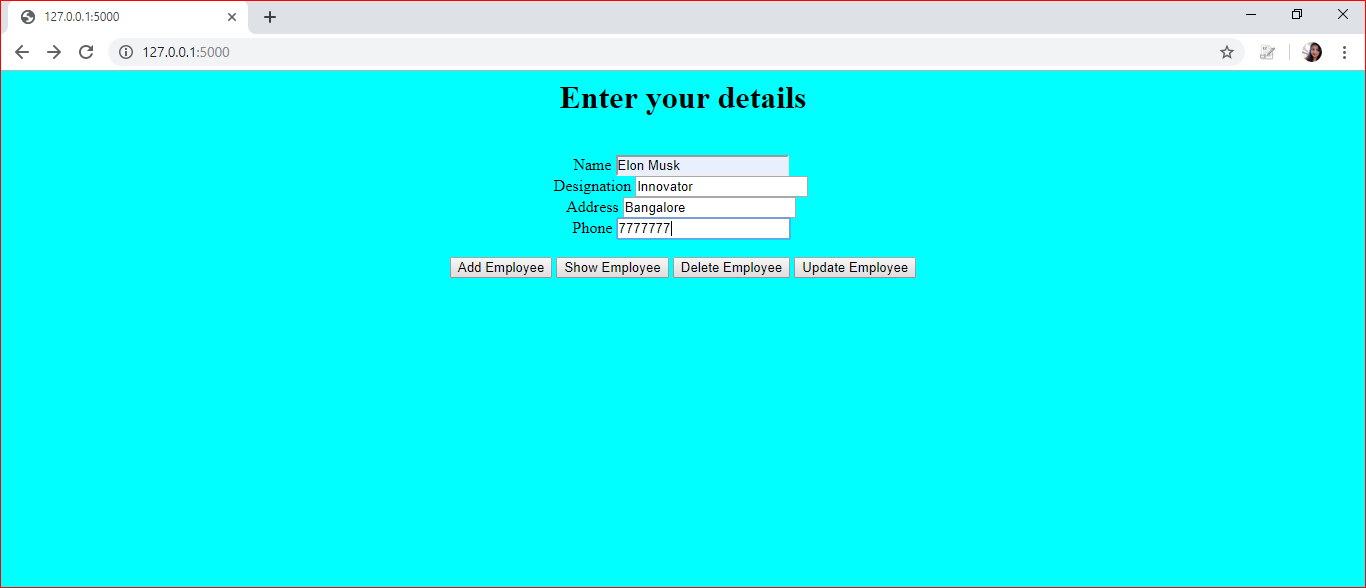 127.0.0.1:5000
127.0.0.1:5000
Enter your details
Name Elon Musk
Designation Innovator
Address Bangalore
Phone 7777777
Add Employee Show Employee Delete Employee Update Employee